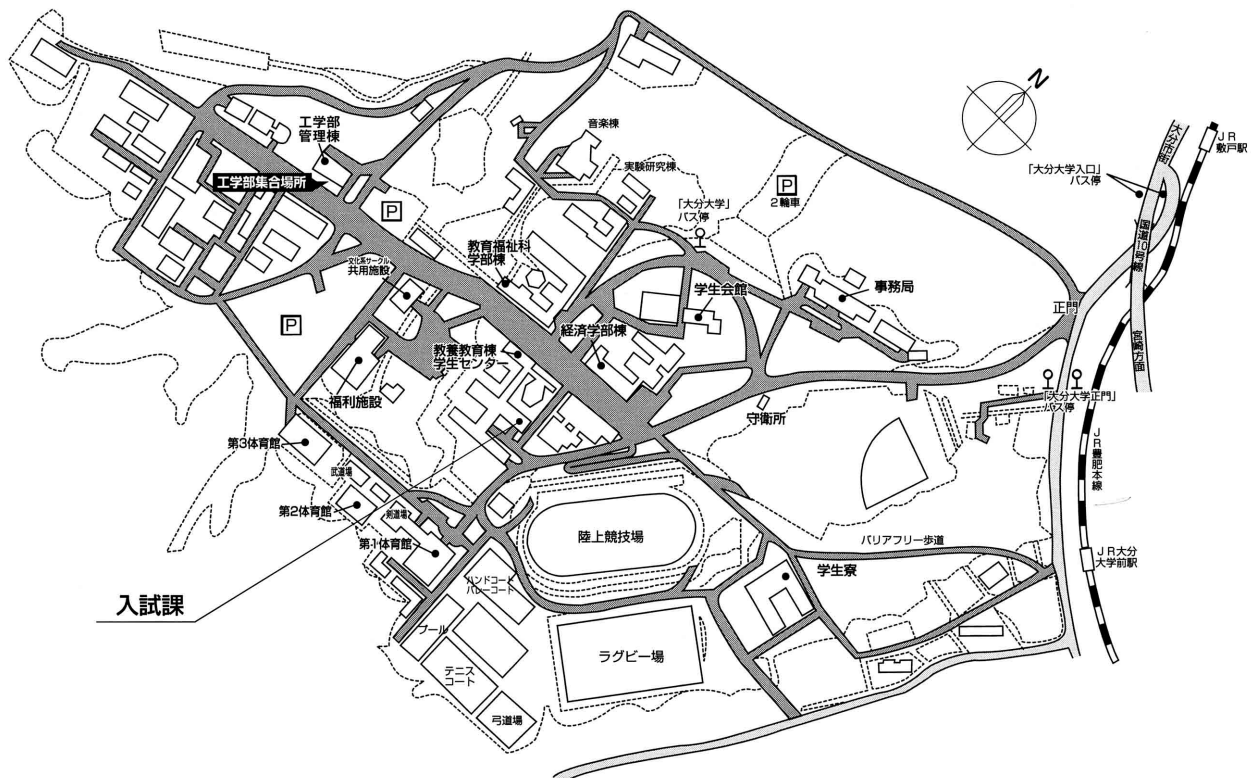 N
JR
敷戸駅
大分市街
「大分大学入口」
バス停
国道10号線
宮崎方面
工学部
管理棟
工学部集合場所
P
音楽棟
実験研究棟
P
2輪車
「大分大学」
バス停
教育福祉科
学部棟
文化系サークル
共用施設
学生会館
事務局
正門
P
経済学部棟
教養教育棟
学生センター
福利施設
守衛所
「大分大学正門」
バス停
JR豊肥本線
第3体育館
武道場
第2体育館
剣道場
第1体育館
陸上競技場
バリアフリー歩道
JR大分
大学前駅
学生寮
入試課
ハンドコート
バレーコート
プール
ラグビー場
テニス
コート
弓道場